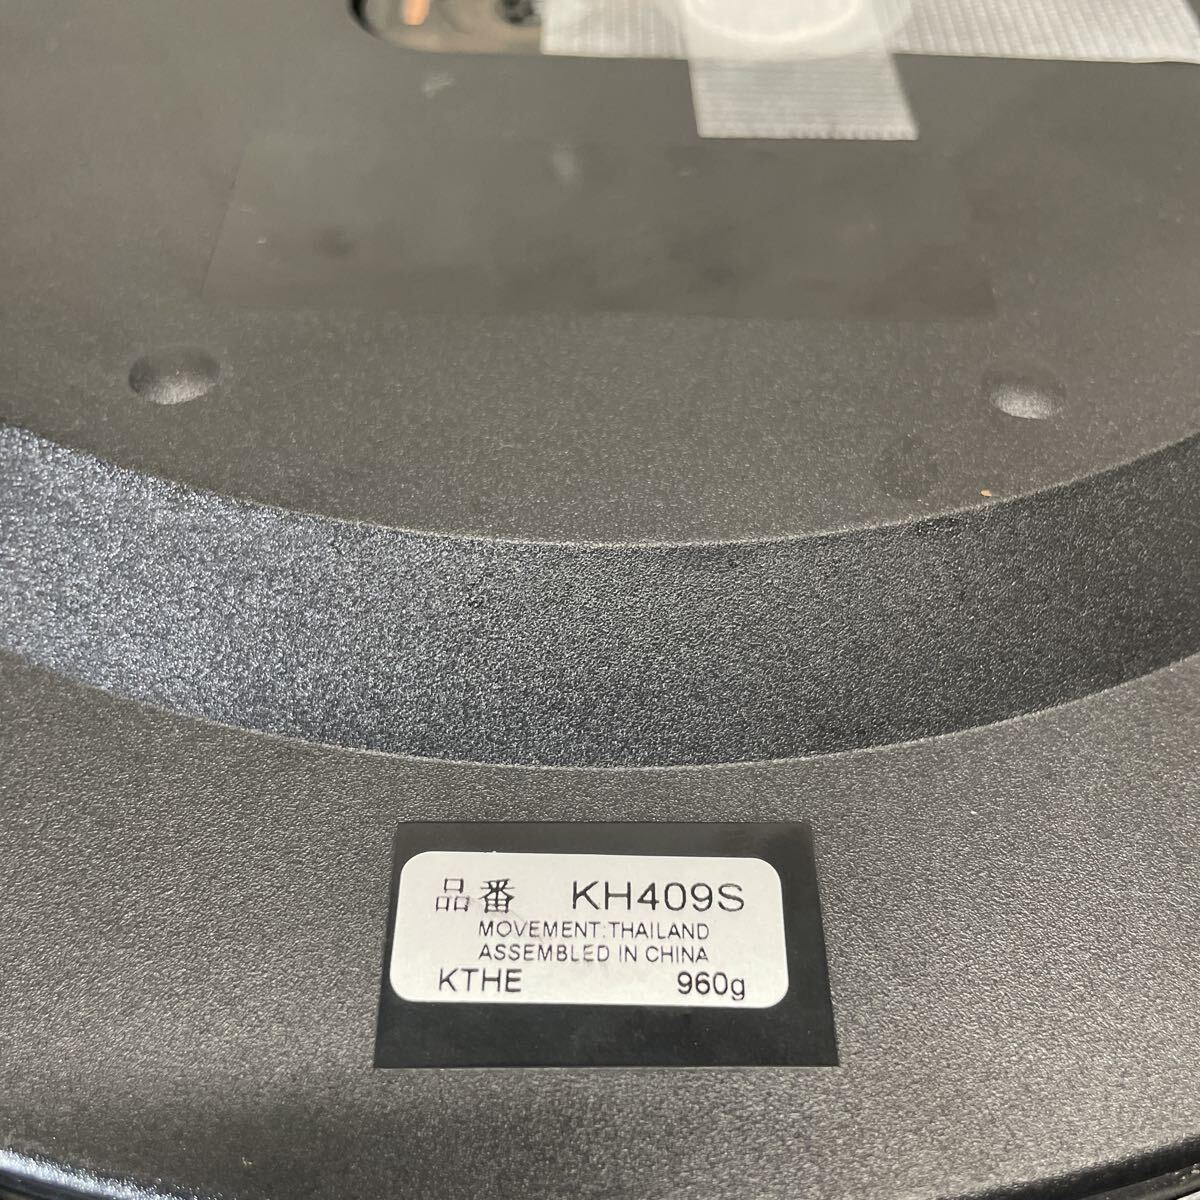 品番 KH409S
MOVEMENT:THAILAND
ASSEMBLED IN CHINA
KTHE 960g